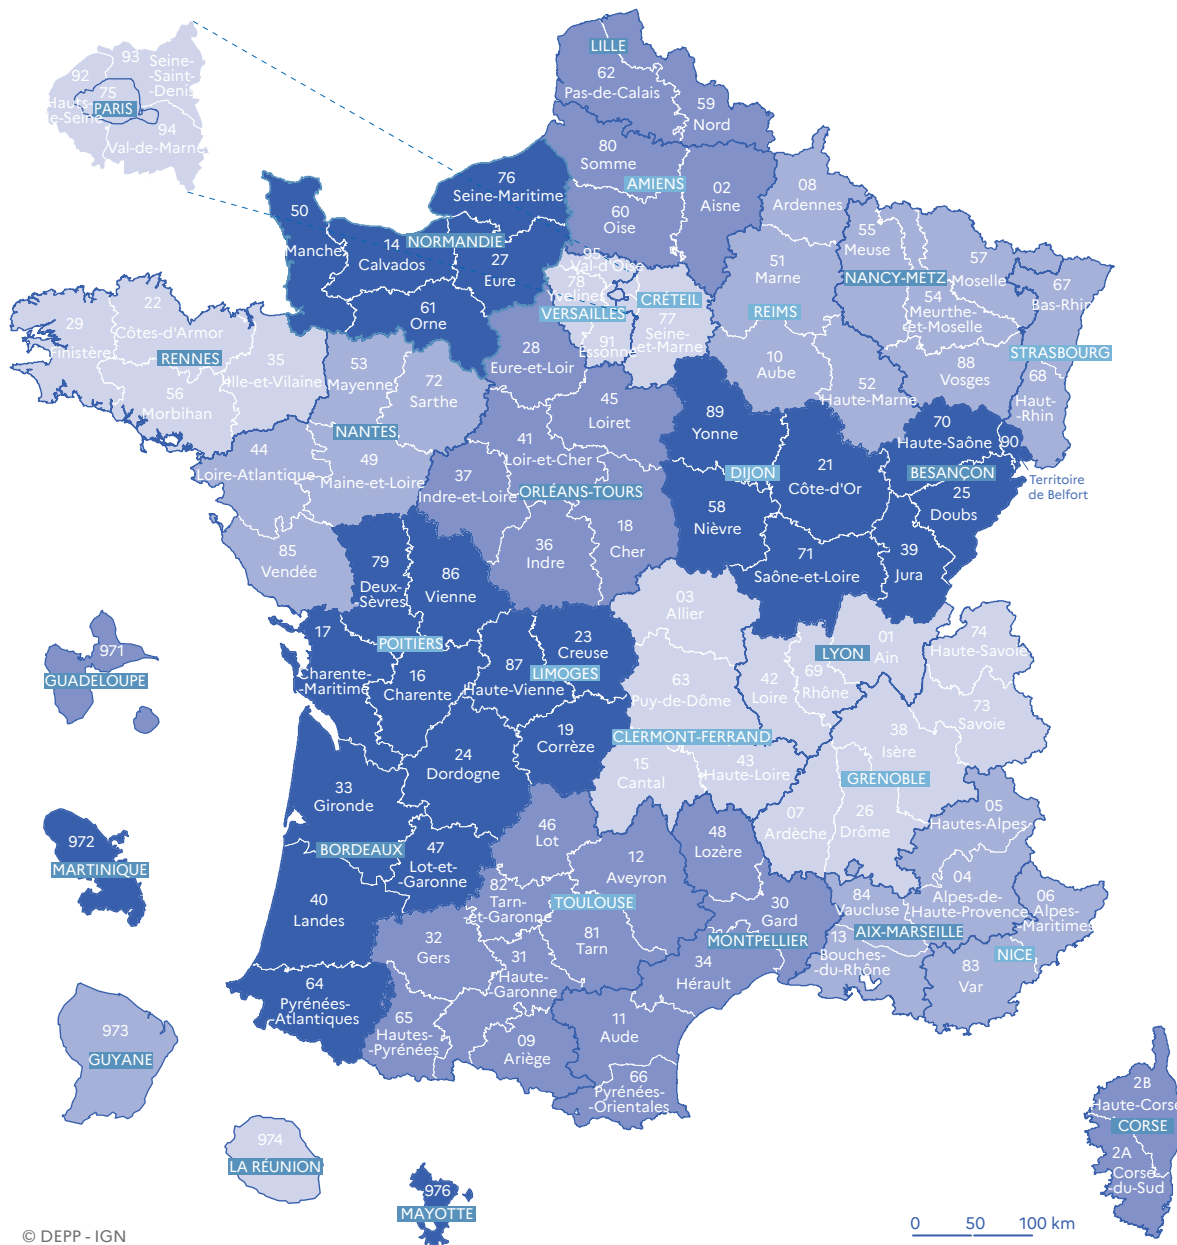 93
Seine-
-Saint-
-Denis
92
Hauts-
de-Seine
75
PARIS
94
Val-de-Marne
LILLE
62
Pas-de-Calais
59
Nord
80
Somme
AMIENS
02
Aisne
60
Oise
08
Ardennes
76
Seine-Maritime
50
Manche
14
Calvados
NORMANDIE
27
Eure
61
Orne
95
Val-d'Oise
78
Yvelines
VERSAILLES
91
Essonne
CRÉTEIL
77
Seine-
-et-Marne
51
Marne
REIMS
10
Aube
52
Haute-Marne
55
Meuse
NANCY-METZ
57
Moselle
54
Meurthe-
-et-Moselle
88
Vosges
67
Bas-Rhin
STRASBOURG
68
Haut-
-Rhin
22
Côtes-d'Armor
29
Finistère
RENNES
35
Ille-et-Vilaine
56
Morbihan
53
Mayenne
72
Sarthe
NANTES
44
Loire-Atlantique
49
Maine-et-Loire
85
Vendée
28
Eure-et-Loir
45
Loiret
41
Loir-et-Cher
37
Indre-et-Loire
ORLÉANS-TOURS
18
Cher
36
Indre
89
Yonne
DIJON
21
Côte-d'Or
58
Nièvre
71
Saône-et-Loire
70
Haute-Saône
90
Territoire
de Belfort
BESANÇON
25
Doubs
39
Jura
79
Deux-
-Sèvres
86
Vienne
17
Charente-
-Maritime
POITIERS
16
Charente
23
Creuse
87
Haute-Vienne
LIMOGES
19
Corrèze
03
Allier
63
Puy-de-Dôme
CLERMONT-FERRAND
15
Cantal
43
Haute-Loire
LYON
01
Ain
42
Loire
69
Rhône
74
Haute-Savoie
73
Savoie
38
Isère
GRENOBLE
07
Ardèche
26
Drôme
24
Dordogne
33
Gironde
BORDEAUX
47
Lot-et-
-Garonne
40
Landes
64
Pyrénées-
-Atlantiques
46
Lot
12
Aveyron
82
Tarn-
-et-Garonne
TOULOUSE
81
Tarn
32
Gers
31
Haute-
-Garonne
65
Hautes-
-Pyrénées
09
Ariège
48
Lozère
30
Gard
MONTPELLIER
34
Hérault
11
Aude
66
Pyrénées-
-Orientales
05
Hautes-Alpes
04
Alpes-de-
-Haute-Provence
84
Vaucluse
AIX-MARSEILLE
13
Bouches-
-du-Rhône
06
Alpes-
-Maritimes
NICE
83
Var
2B
Haute-Corse
CORSE
2A
Corse-
-du-Sud
971
GUADELOUPE
972
MARTINIQUE
973
GUYANE
974
LA RÉUNION
976
MAYOTTE
0 50 100 km
© DEPP - IGN